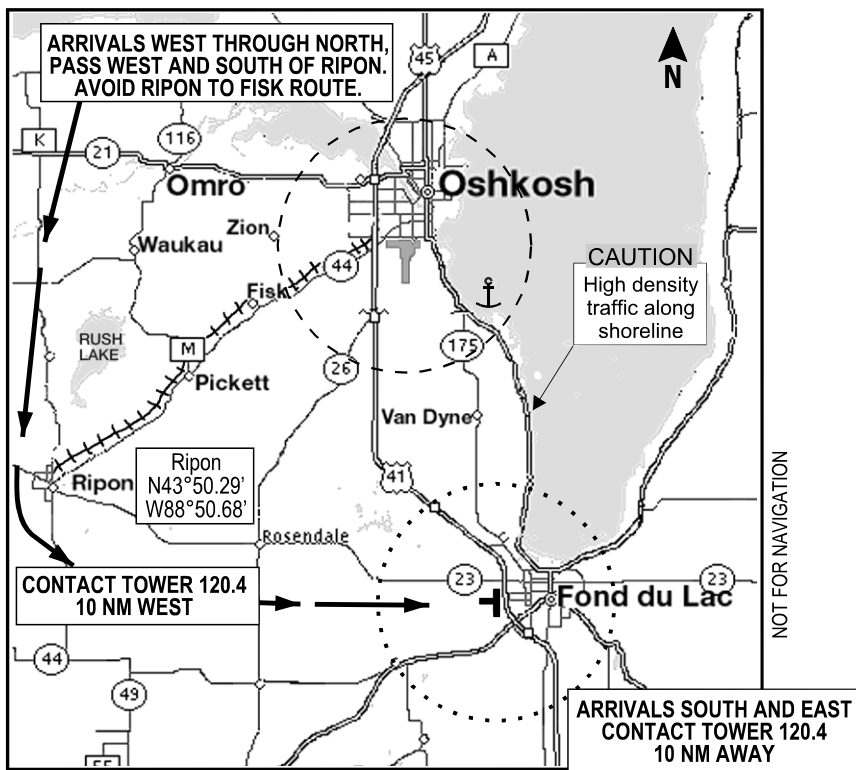 ARRIVALS WEST THROUGH NORTH,
PASS WEST AND SOUTH OF RIPON.
AVOID RIPON TO FISK ROUTE.
45
A
N
K
116
21
Omro
Oshkosh
Zion
Waukau
44
CAUTION
High density
traffic along
shoreline
Fisk
RUSH
LAKE
175
M
26
Pickett
Van Dyne
Ripon
N43°50.29’
W88°50.68’
Ripon
41
Rosendale
CONTACT TOWER 120.4
10 NM WEST
23
23
Fond du Lac
44
49
ARRIVALS SOUTH AND EAST
CONTACT TOWER 120.4
10 NM AWAY
NOT FOR NAVIGATION